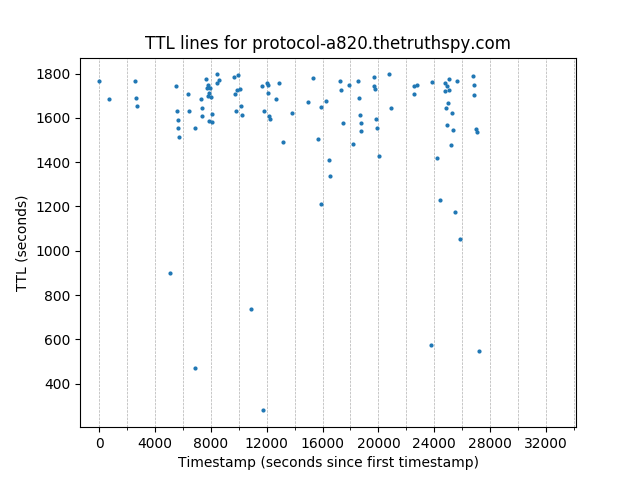 TTL lines for protocol-a820.thetruthspy.com
1800
1600
1400
1200
1000
800
600
400
TTL (seconds)
0 4000 8000 12000 16000 20000 24000 28000 32000
Timestamp (seconds since first timestamp)